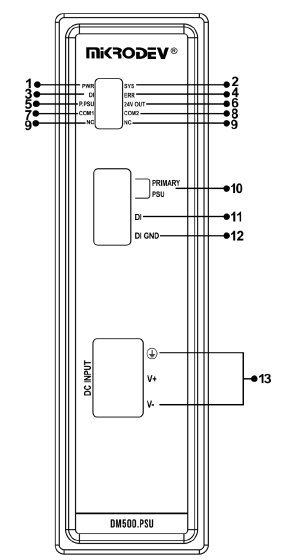 MiKRODEV®
1 PWR SYS 2
3 DI ERR 4
5 P.PSU 24V OUT 6
7 COM1 COM2 8
9 NC NC 9
PRIMARY
PSU
10
DI 11
DI GND 12
DC INPUT
V+
V-
13
DM500.PSU